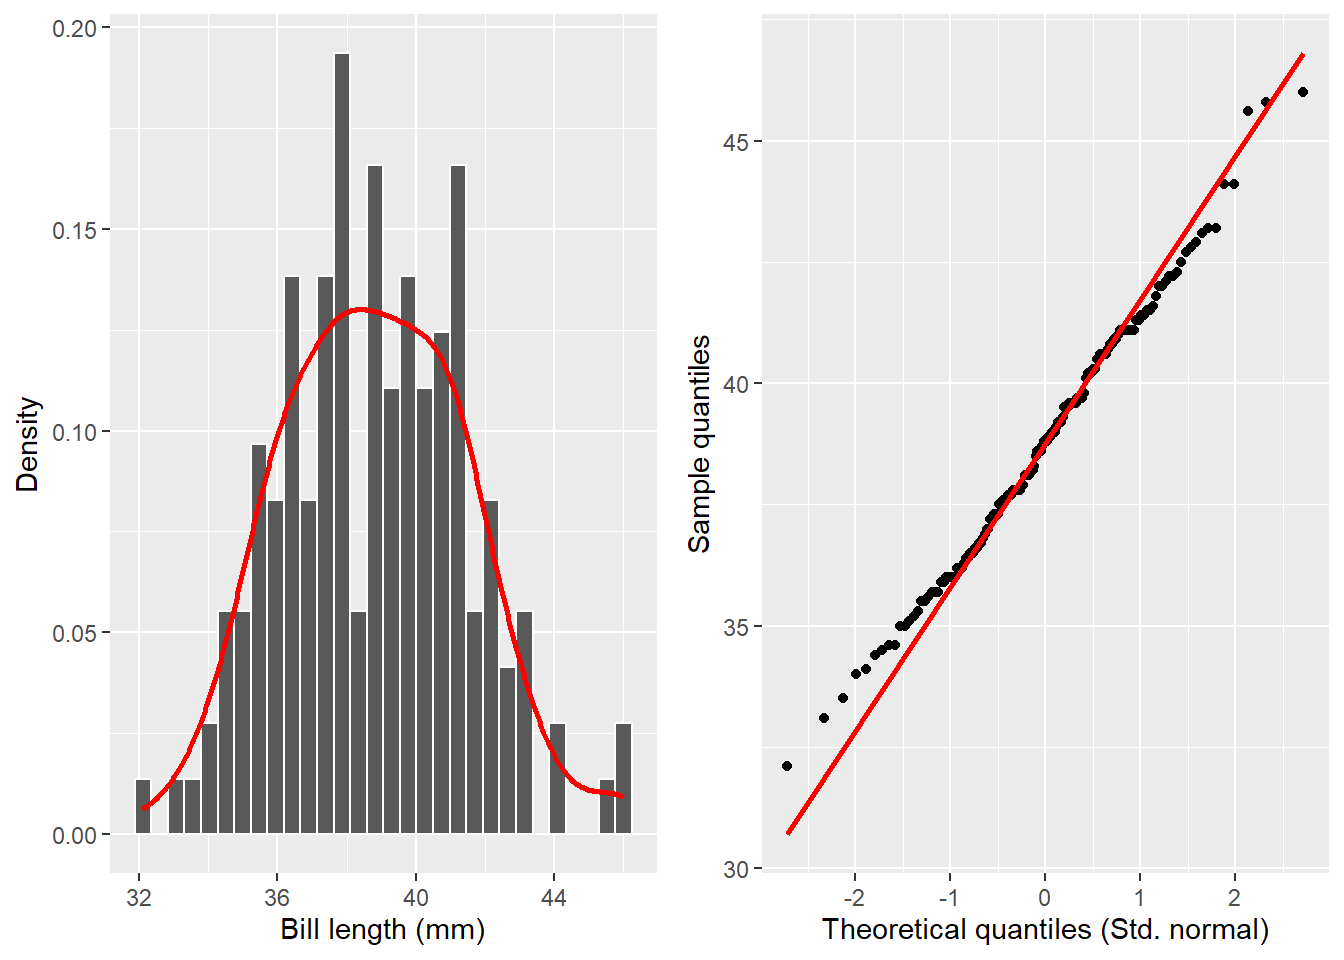 0.20
0.15
0.10
0.05
0.00
Density
32 36 40 44
Bill length (mm)
45
40
35
30
Sample quantiles
-2 -1 0 1 2
Theoretical quantiles (Std. normal)